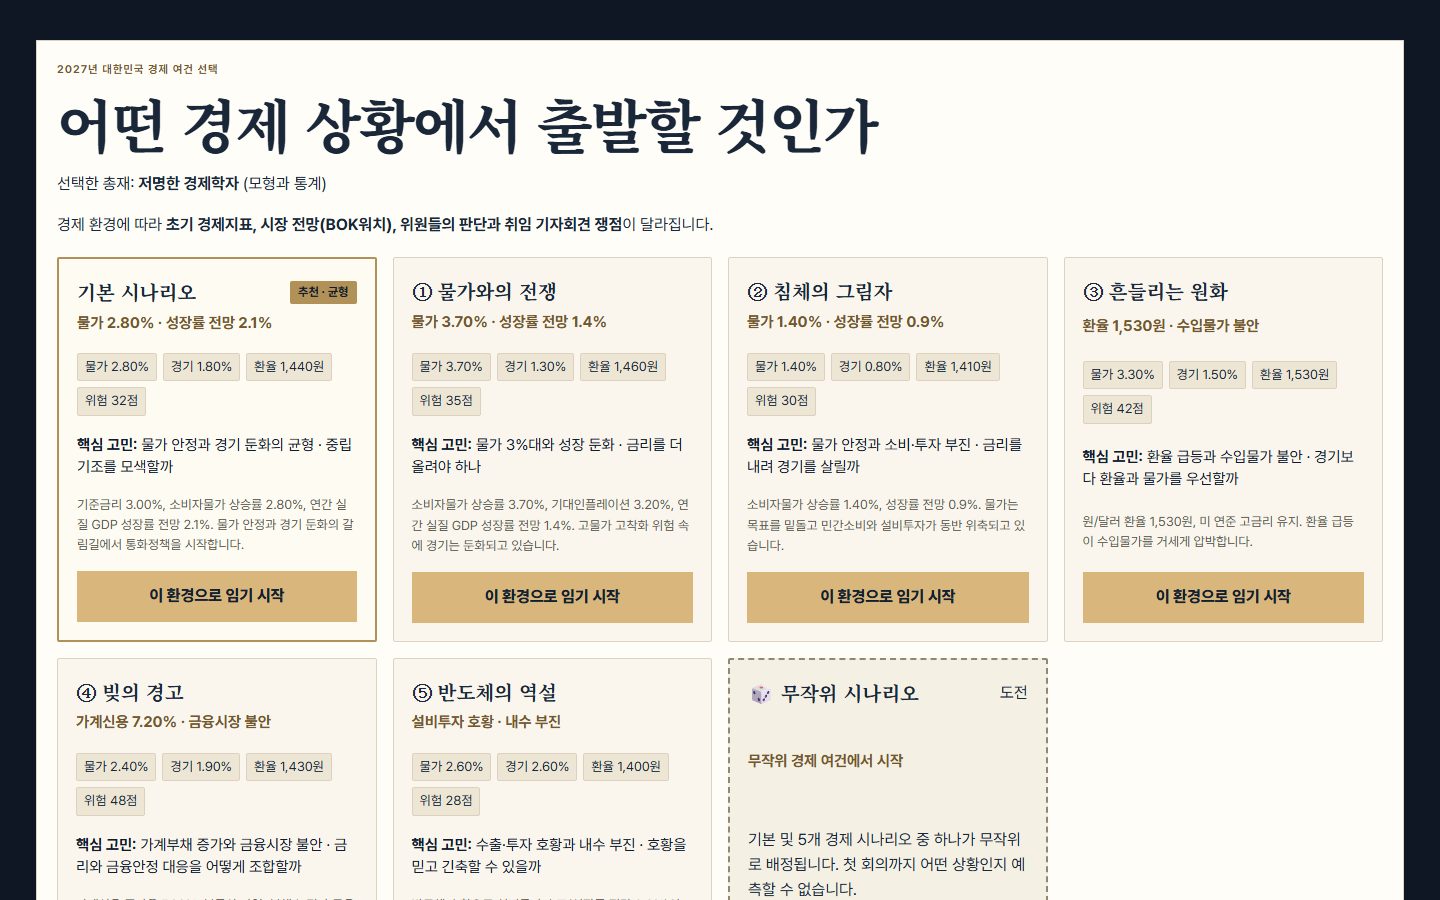 2027년 대한민국 경제 여건 선택
어떤 경제 상황에서 출발할 것인가
선택한 총재: 저명한 경제학자 (모형과 통계)
경제 환경에 따라 초기 경제지표, 시장 전망(BOK워치), 위원들의 판단과 취임 기자회견 쟁점이 달라집니다.
기본 시나리오
추천 · 균형
물가 2.80% · 성장률 전망 2.1%
물가 2.80%
경기 1.80%
환율 1,440원
위험 32점
핵심 고민: 물가 안정과 경기 둔화의 균형 · 중립
기조를 모색할까
기준금리 3.00%, 소비자물가 상승률 2.80%, 연간 실
질 GDP 성장률 전망 2.1%. 물가 안정과 경기 둔화의 갈
림길에서 통화정책을 시작합니다.
이 환경으로 임기 시작
① 물가와의 전쟁
물가 3.70% · 성장률 전망 1.4%
물가 3.70%
경기 1.30%
환율 1,460원
위험 35점
핵심 고민: 물가 3%대와 성장 둔화 · 금리를 더
올려야 하나
소비자물가 상승률 3.70%, 기대인플레이션 3.20%, 연
간 실질 GDP 성장률 전망 1.4%. 고물가 고착화 위험 속
에 경기는 둔화되고 있습니다.
이 환경으로 임기 시작
② 침체의 그림자
물가 1.40% · 성장률 전망 0.9%
물가 1.40%
경기 0.80%
환율 1,410원
위험 30점
핵심 고민: 물가 안정과 소비·투자 부진 · 금리를
내려 경기를 살릴까
소비자물가 상승률 1.40%, 성장률 전망 0.9%. 물가는
목표를 밑돌고 민간소비와 설비투자가 동반 위축되고 있
습니다.
이 환경으로 임기 시작
③ 흔들리는 원화
환율 1,530원 · 수입물가 불안
물가 3.30%
경기 1.50%
환율 1,530원
위험 42점
핵심 고민: 환율 급등과 수입물가 불안 · 경기보
다 환율과 물가를 우선할까
원/달러 환율 1,530원, 미 연준 고금리 유지. 환율 급등
이 수입물가를 거세게 압박합니다.
이 환경으로 임기 시작
④ 빚의 경고
가계신용 7.20% · 금융시장 불안
물가 2.40%
경기 1.90%
환율 1,430원
위험 48점
핵심 고민: 가계부채 증가와 금융시장 불안 · 금
리와 금융안정 대응을 어떻게 조합할까
⑤ 반도체의 역설
설비투자 호황 · 내수 부진
물가 2.60%
경기 2.60%
환율 1,400원
위험 28점
핵심 고민: 수출·투자 호황과 내수 부진 · 호황을
믿고 긴축할 수 있을까
무작위 시나리오
도전
무작위 경제 여건에서 시작
기본 및 5개 경제 시나리오 중 하나가 무작위
로 배정됩니다. 첫 회의까지 어떤 상황인지 예
측할 수 없습니다.